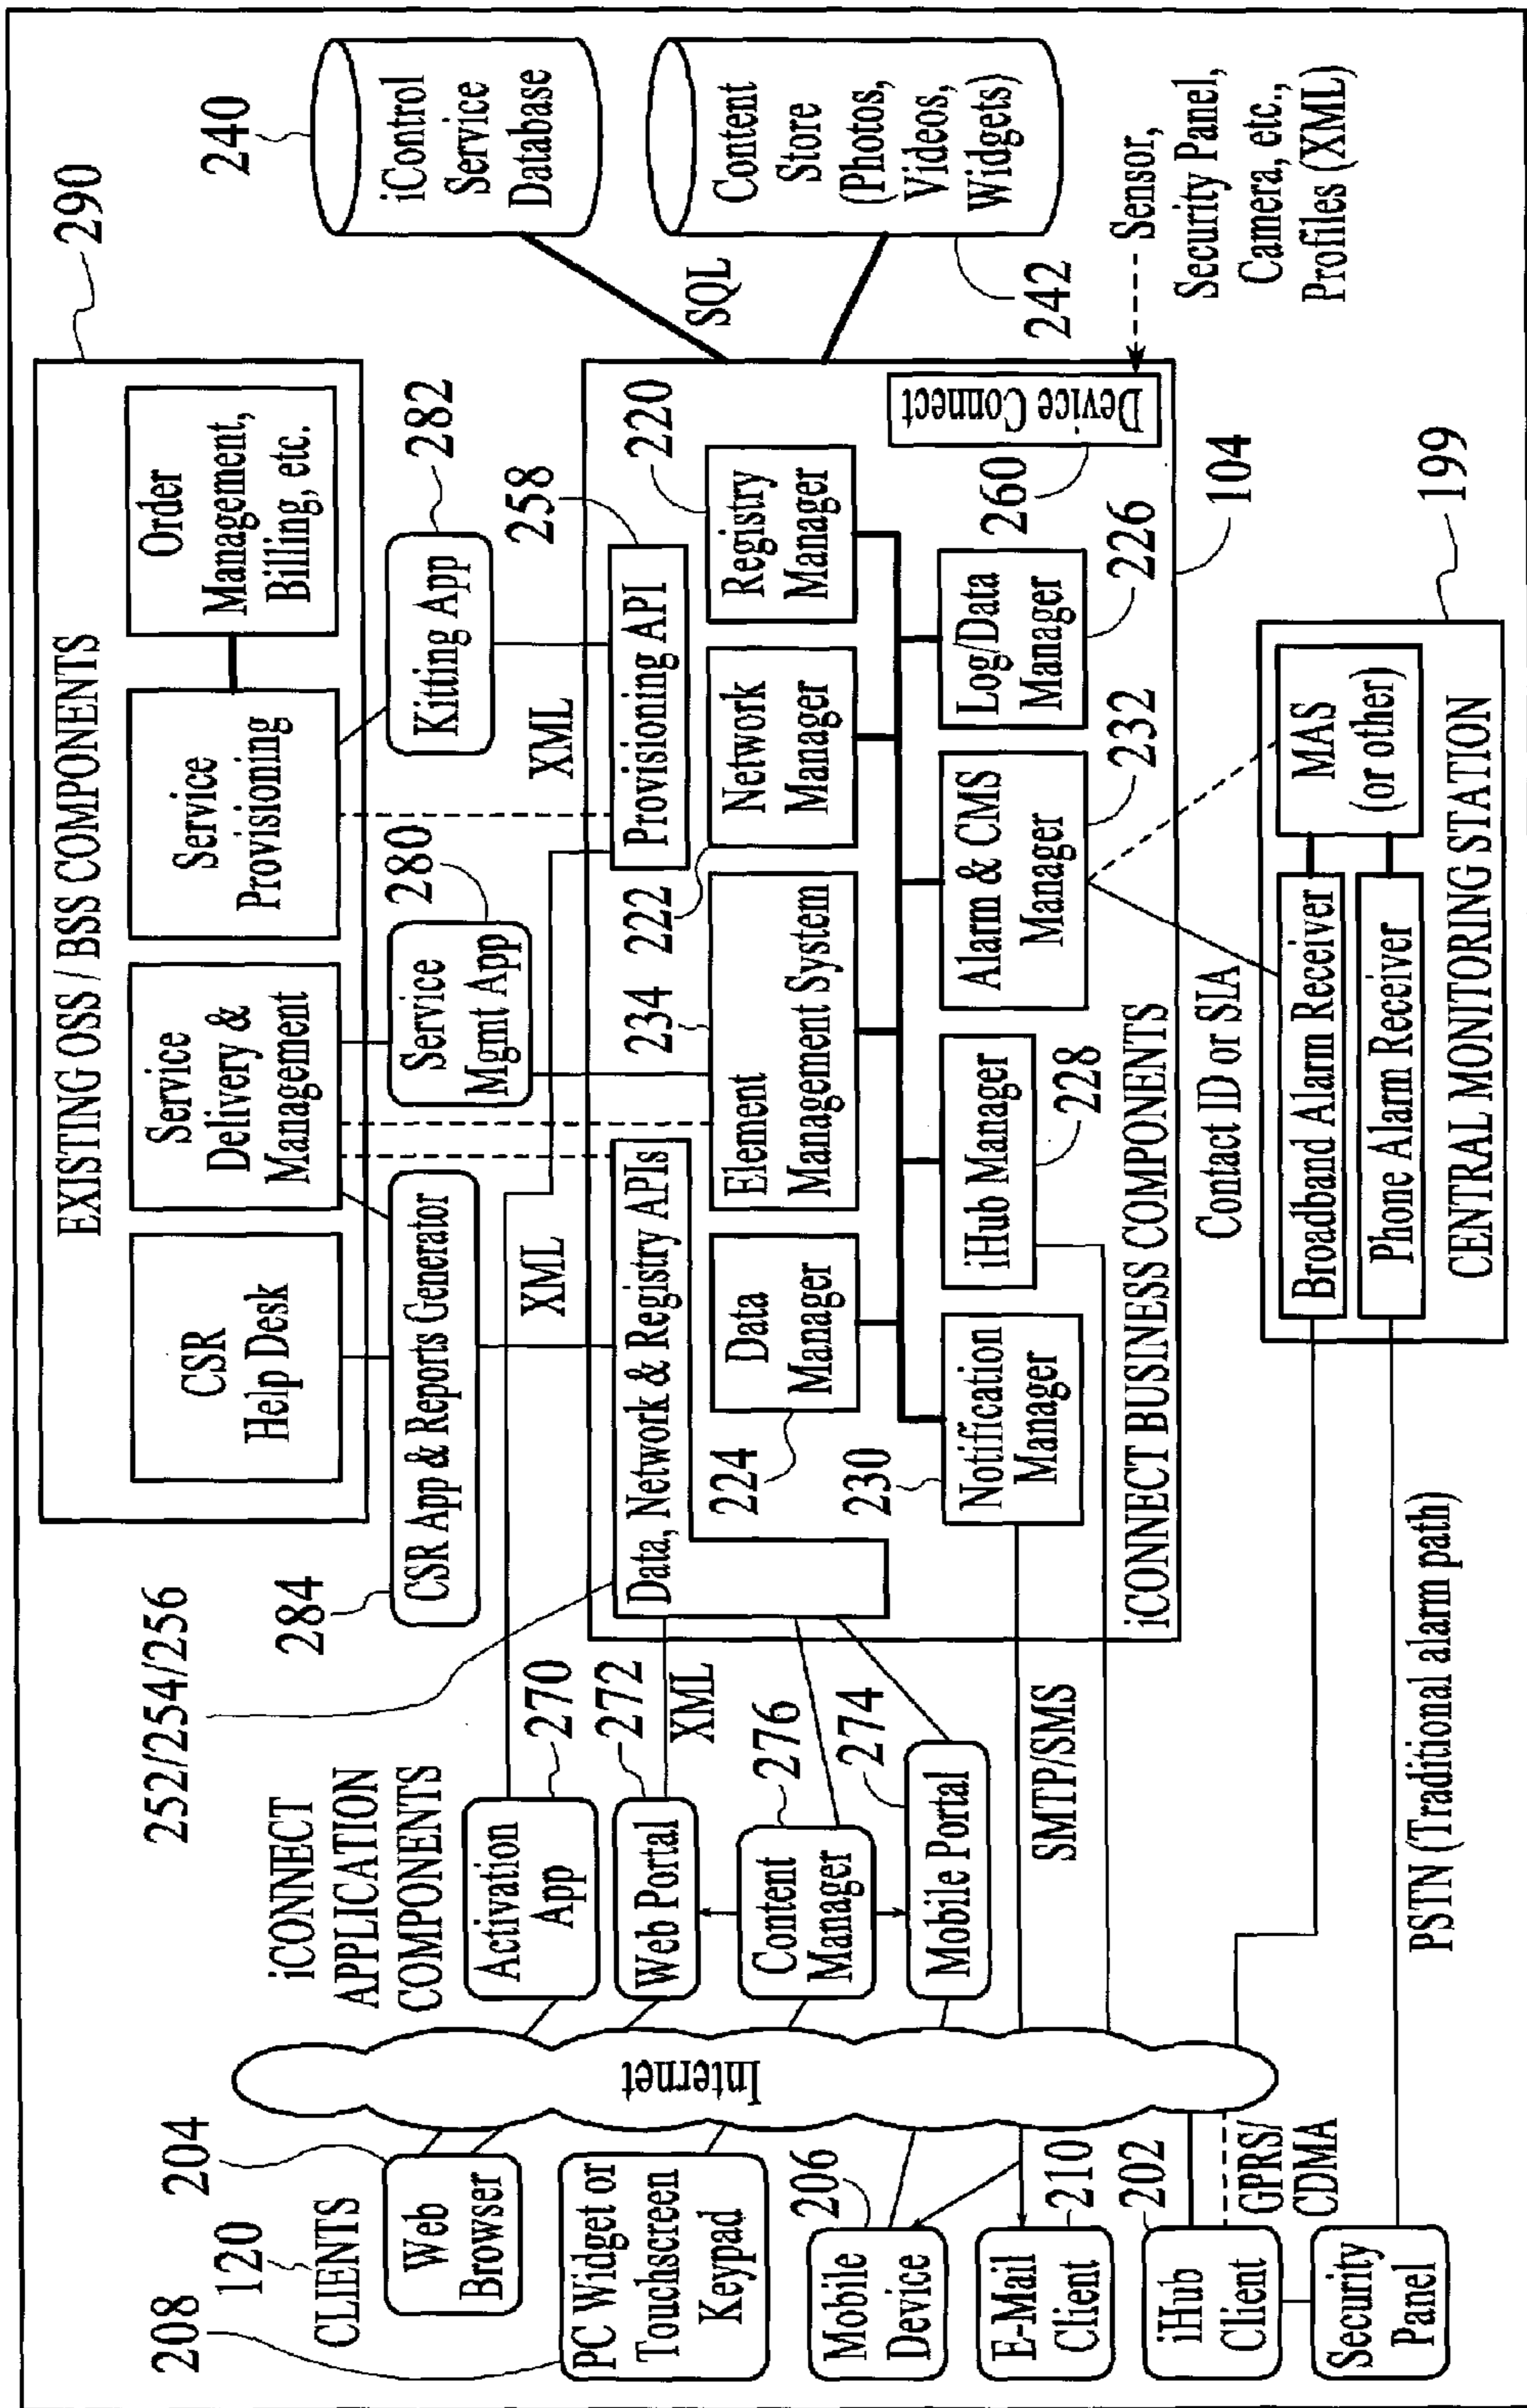 EXISTING OSS / BSS COMPONENTS
290
CSR
Help Desk
Service
Delivery &
Management
Service
Provisioning
Order
Management,
Billing, etc.
240
iControl
Service
Database
252/254/256
284
CSR App & Reports Generator
280
Service
Mgmt App
282
Kitting App
258
XML
XML
SQL
Content
Store
(Photos,
Videos,
Widgets)
242
208
120
CLIENTS
204
Web
Browser
PC Widget or
Touchscreen
Keypad
206
Mobile
Device
210
E-Mail
Client
202
iHub
Client
GPRS/
CDMA
Security
Panel
Internet
iCONNECT
APPLICATION
COMPONENTS
Activation
App
270
Web Portal
272
XML
Content
Manager
276
Mobile Portal
274
SMTP/SMS
Data, Network & Registry APIs
Provisioning API
224
Data
Manager
234
Element
Management System
222
Network
Manager
220
Registry
Manager
230
Notification
Manager
iHub Manager
228
Alarm & CMS
Manager
232
Log/Data
Manager
226
260
Device Connect
Sensor,
Security Panel,
Camera, etc.,
Profiles (XML)
iCONNECT BUSINESS COMPONENTS
104
Contact ID or SIA
199
Broadband Alarm Receiver
Phone Alarm Receiver
MAS
(or other)
CENTRAL MONITORING STATION
PSTN (Traditional alarm path)